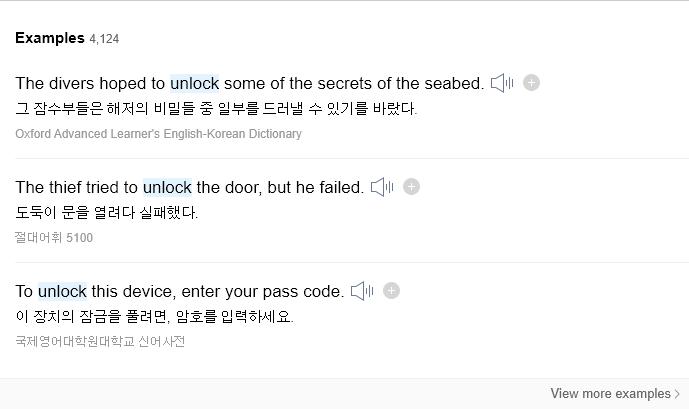 Examples 4,124
The divers hoped to unlock some of the secrets of the seabed.
그 잠수부들은 해저의 비밀들 중 일부를 드러낼 수 있기를 바랐다.
Oxford Advanced Learner's English-Korean Dictionary
The thief tried to unlock the door, but he failed.
도둑이 문을 열려다 실패했다.
절대어휘 5100
To unlock this device, enter your pass code.
이 장치의 잠금을 풀려면, 암호를 입력하세요.
국제영어대학원대학교 신어사전
View more examples